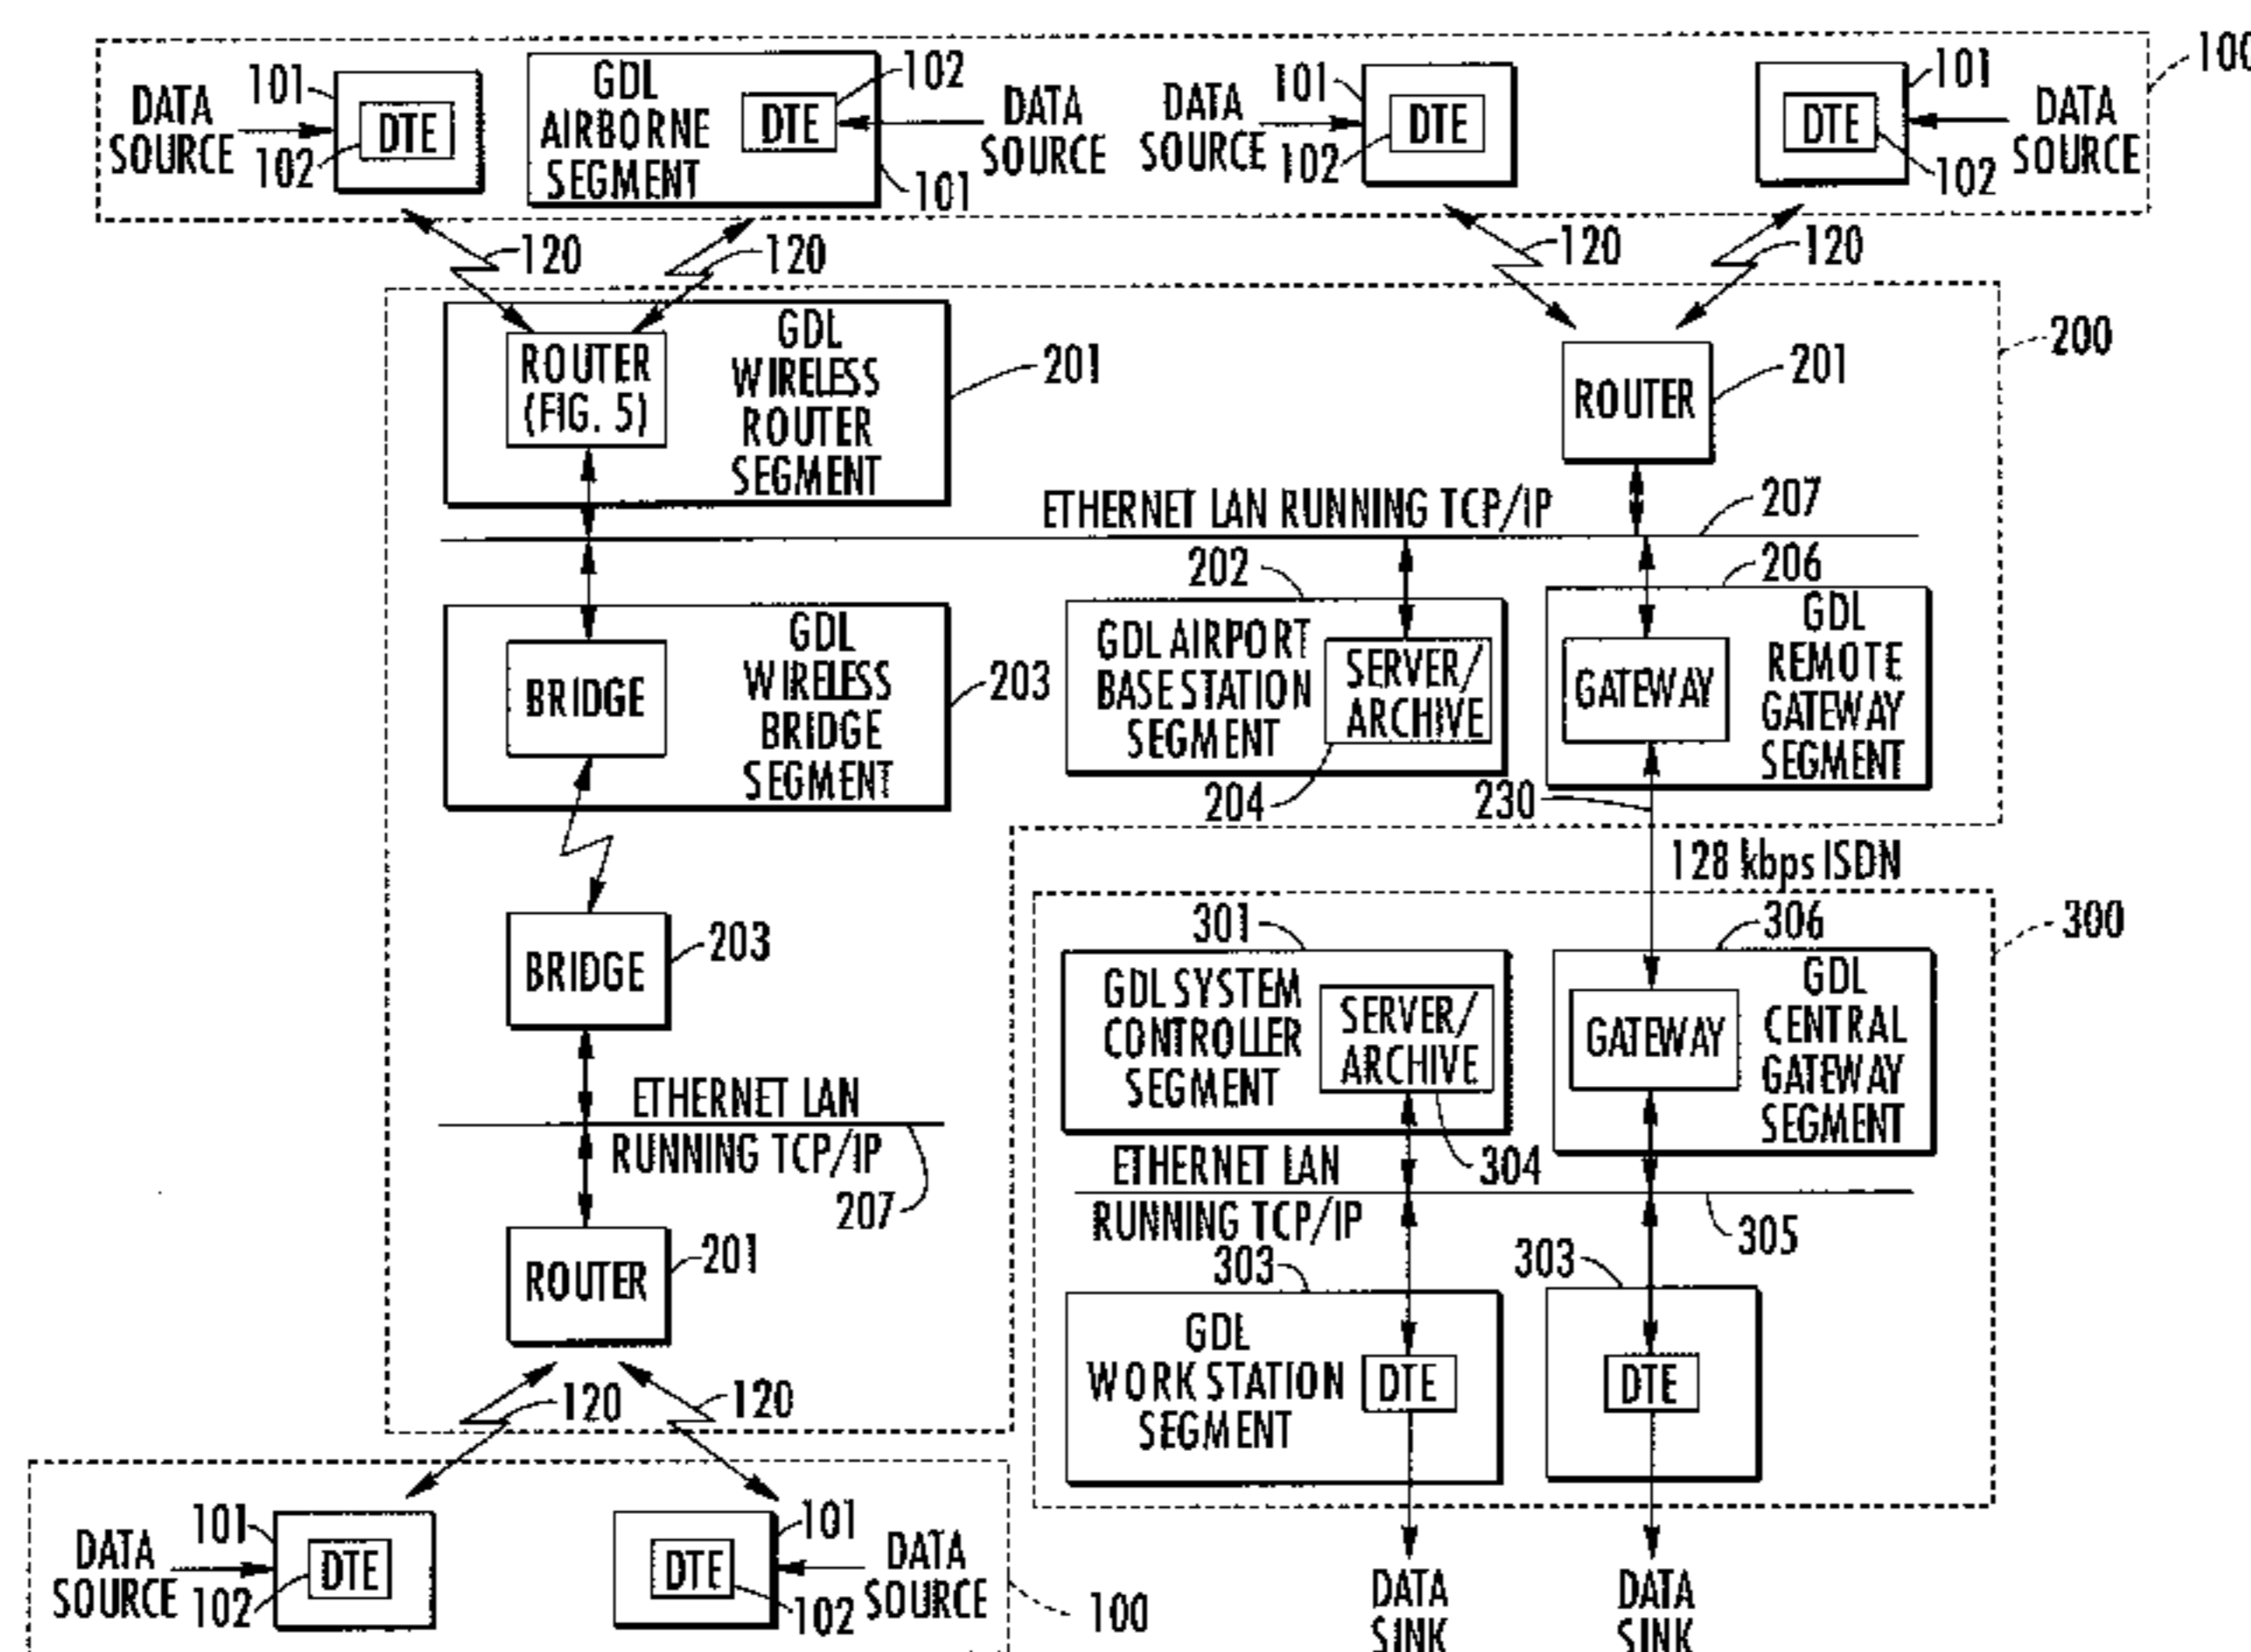 DATA
SOURCE
101
102
DTE
GDL
AIRBORNE
SEGMENT
DTE
102
101
DATA
SOURCE
DATA
SOURCE
101
102
DTE
DTE
101
102
DATA
SOURCE
120
120
120
120
200
GDL
WIRELESS
ROUTER
SEGMENT
ROUTER
(FIG. 5)
201
ROUTER
201
ETHERNET LAN RUNNING TCP/IP
207
BRIDGE
GDL
WIRELESS
BRIDGE
SEGMENT
203
202
GDL AIRPORT
BASE STATION
SEGMENT
SERVER/
ARCHIVE
204
206
GATEWAY
GDL
REMOTE
GATEWAY
SEGMENT
230
128 kbps ISDN
BRIDGE
203
ETHERNET LAN
RUNNING TCP/IP
207
ROUTER
201
120
120
300
301
GDL SYSTEM
CONTROLLER
SEGMENT
SERVER/
ARCHIVE
304
306
GATEWAY
GDL
CENTRAL
GATEWAY
SEGMENT
ETHERNET LAN
RUNNING TCP/IP
305
303
GDL
WORK STATION
SEGMENT
DTE
303
DTE
DATA
SOURCE
101
102
DTE
DTE
101
102
DATA
SOURCE
100
DATA
SINK
DATA
SINK